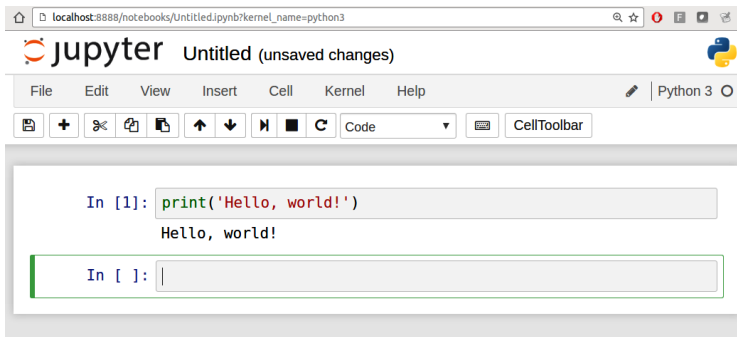 localhost:8888/notebooks/Untitled.ipynb?kernel_name=python3
jupyter Untitled (unsaved changes)
File Edit View Insert Cell Kernel Help Python 3
Code CellToolbar
In [1]: print('Hello, world!')
Hello, world!
In [ ]: